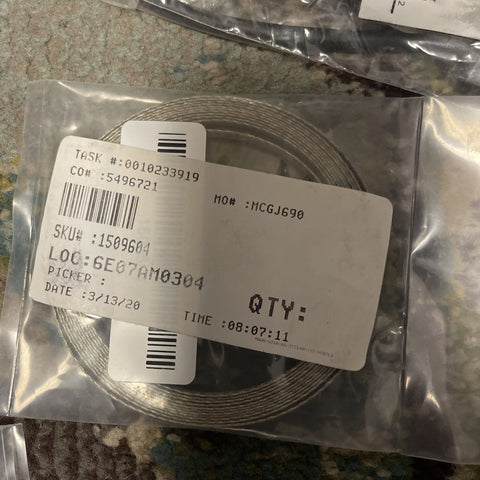 TASK #:0010233919
CO# :5496721
MO# :MCGJ690
SKU# :1509604
LOC:6E07AM0304
PICKER :
QTY:
DATE :3/13/20
TIME :08:07:11